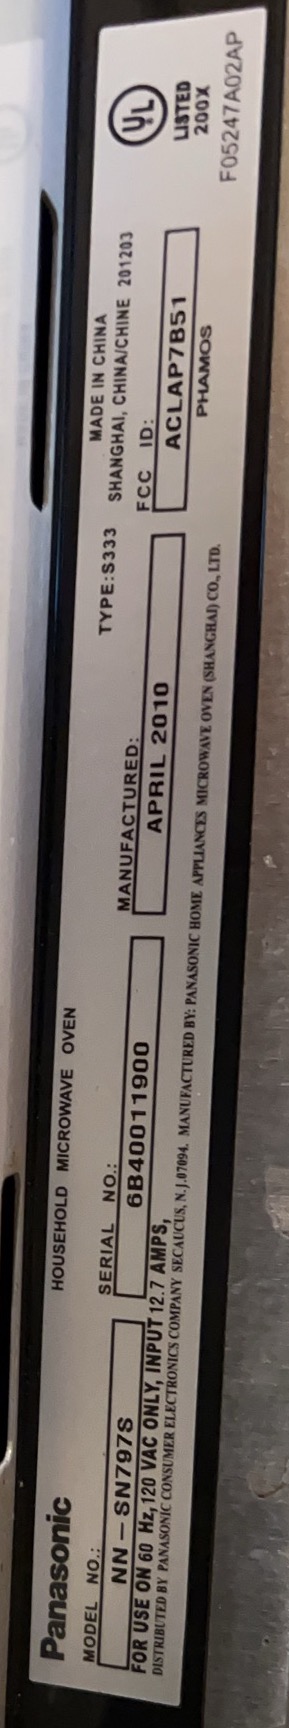 Panasonic
HOUSEHOLD MICROWAVE OVEN
TYPE:S333
MADE IN CHINA
SHANGHAI, CHINA/CHINE 201203
UL
LISTED
200X
MODEL NO.:
NN-SN797S
SERIAL NO.:
6B40011900
MANUFACTURED:
APRIL 2010
FCC ID:
ACLAP7B51
PHAMOS
FOR USE ON 60 Hz,120 VAC ONLY, INPUT 12.7 AMPS,
DISTRIBUTED BY PANASONIC CONSUMER ELECTRONICS COMPANY SECAUCUS, N.J.07094. MANUFACTURED BY: PANASONIC HOME APPLIANCES MICROWAVE OVEN (SHANGHAI) CO., LTD.
F05247A02AP